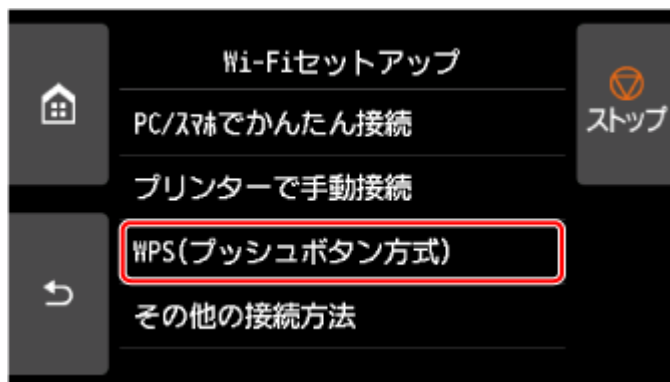 Wi-Fiセットアップ
PC/ｽﾏﾎでかんたん接続
プリンターで手動接続
WPS(プッシュボタン方式)
その他の接続方法
ストップ